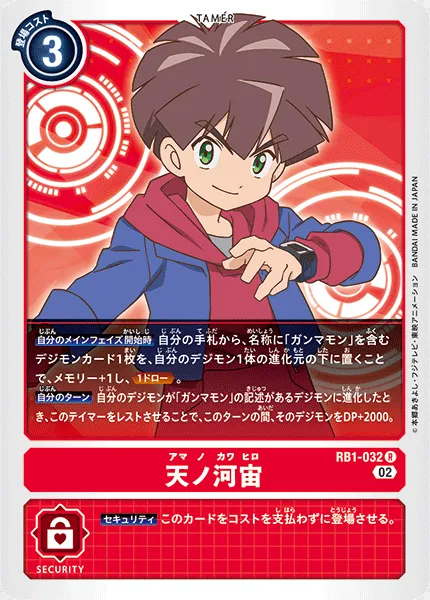 TAMER
登場コスト
3
自分のメインフェイズ開始時 自分の手札から、名称に「ガンマモン」を含む
デジモンカード1枚を、自分のデジモン1体の進化元の下に置くこと
で、メモリー+1し、1ドロー 。
自分のターン 自分のデジモンが「ガンマモン」の記述があるデジモンに進化したと
き、このテイマーをレストさせることで、このターンの間、そのデジモンをDP+2000。
©本郷あきよし・フジテレビ・東映アニメーション BANDAI MADE IN JAPAN
RB1-032 R
02
アマ ノ カワ ヒロ
天ノ河宙
セキュリティ このカードをコストを支払わずに登場させる。
SECURITY